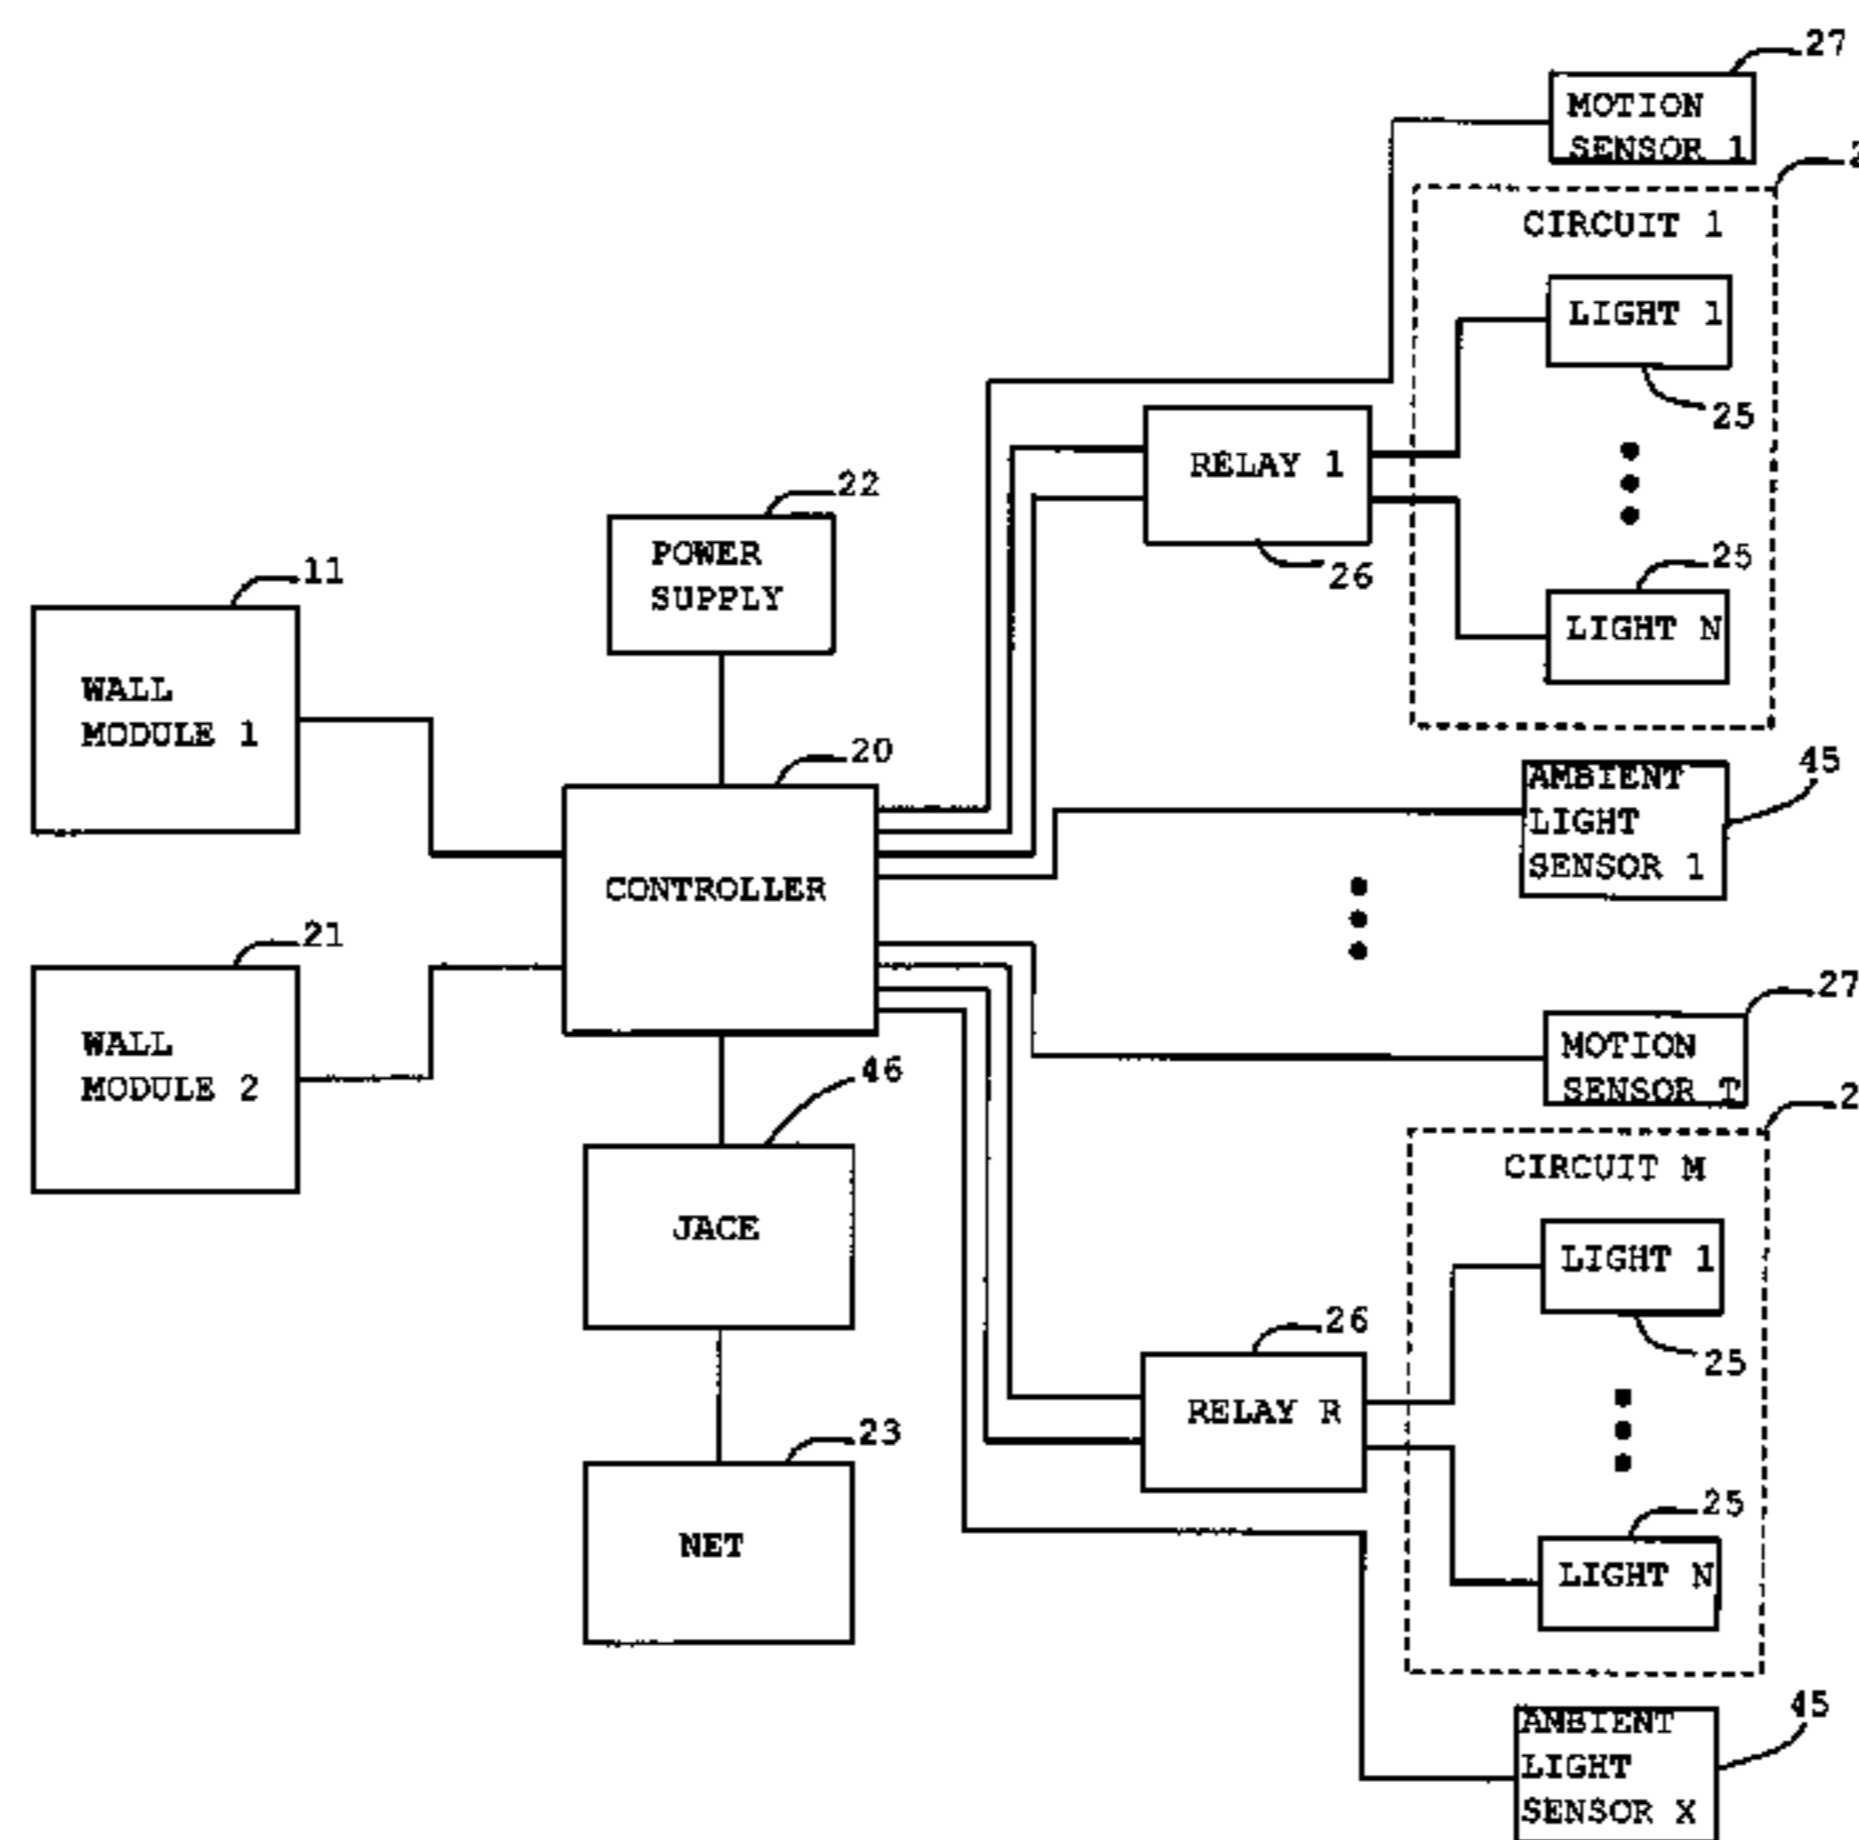 27
MOTION
SENSOR 1
CIRCUIT 1
LIGHT 1
25
RELAY 1
26
22
POWER
SUPPLY
25
LIGHT N
11
WALL
MODULE 1
20
CONTROLLER
45
AMBIENT
LIGHT
SENSOR 1
21
WALL
MODULE 2
27
MOTION
SENSOR T
46
JACE
CIRCUIT M
LIGHT 1
25
26
RELAY R
23
NET
25
LIGHT N
45
AMBIENT
LIGHT
SENSOR X